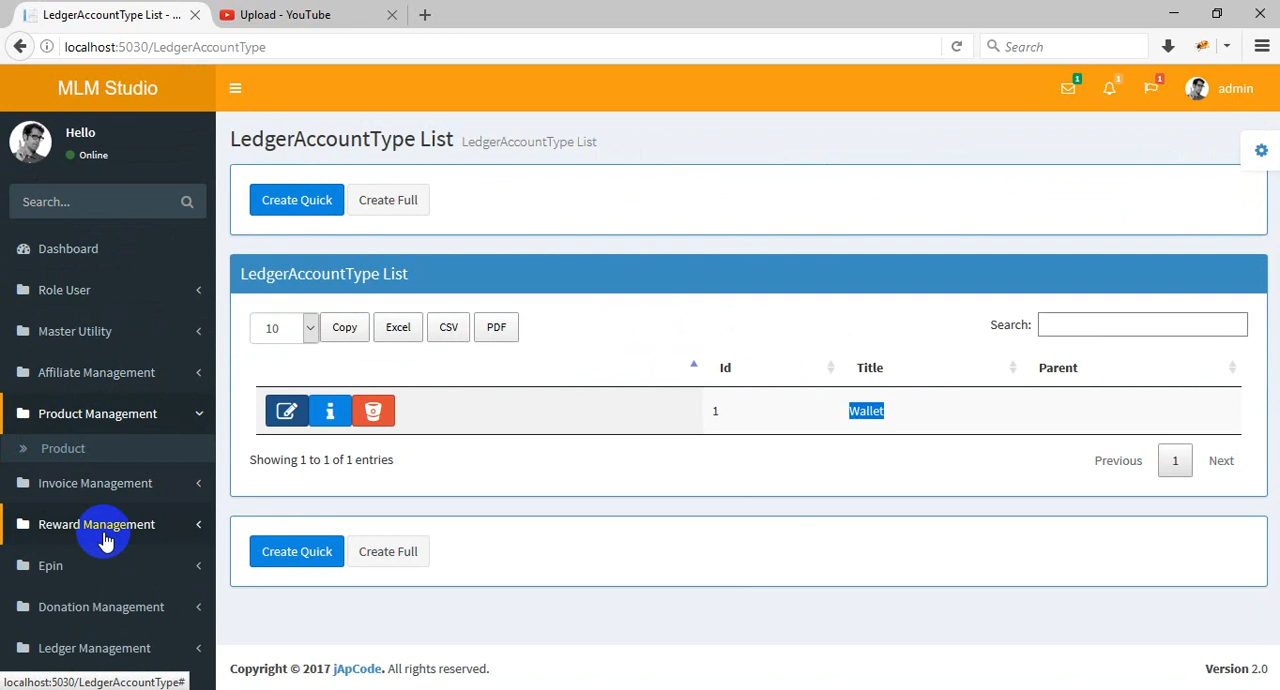 LedgerAccountType List - ...
Upload - YouTube
localhost:5030/LedgerAccountType
Search
MLM Studio
1
1
1
admin
Hello
Online
Search...
Dashboard
Role User
Master Utility
Affiliate Management
Product Management
Product
Invoice Management
Reward Management
Epin
Donation Management
Ledger Management
localhost:5030/LedgerAccountType#
LedgerAccountType List LedgerAccountType List
Create Quick Create Full
LedgerAccountType List
10 Copy Excel CSV PDF Search:
Id Title Parent
1 Wallet
Showing 1 to 1 of 1 entries Previous 1 Next
Create Quick Create Full
Copyright © 2017 jApCode. All rights reserved. Version 2.0